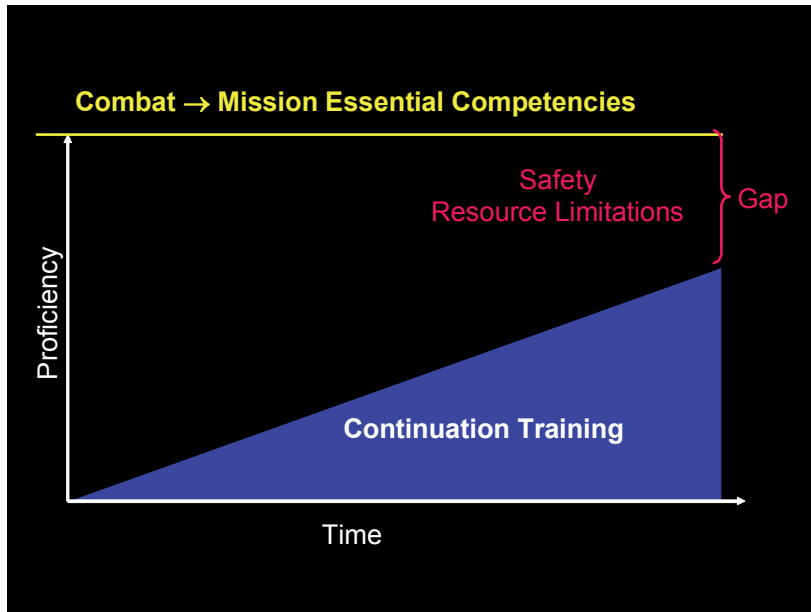 Combat → Mission Essential Competencies
Safety
Resource Limitations
Gap
Proficiency
Continuation Training
Time